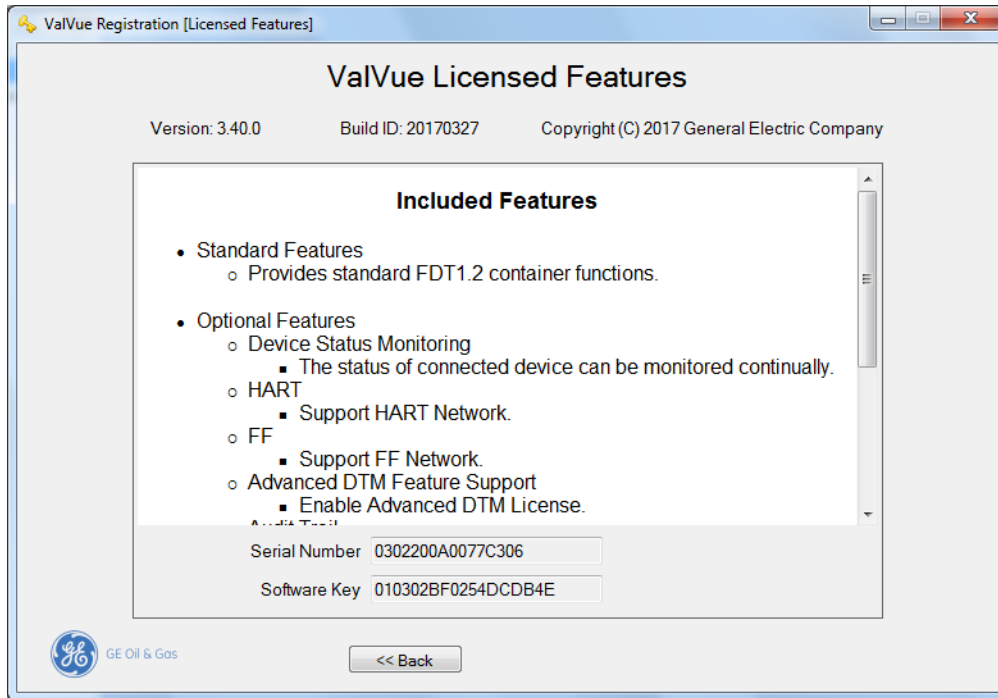 ValVue Registration [Licensed Features]
ValVue Licensed Features
Version: 3.40.0 Build ID: 20170327 Copyright (C) 2017 General Electric Company
Included Features
• Standard Features
o Provides standard FDT1.2 container functions.
• Optional Features
o Device Status Monitoring
▪ The status of connected device can be monitored continually.
o HART
▪ Support HART Network.
o FF
▪ Support FF Network.
o Advanced DTM Feature Support
▪ Enable Advanced DTM License.
Audit Trail
Serial Number 0302200A0077C306
Software Key 010302BF0254DCDB4E
GE Oil & Gas
<< Back